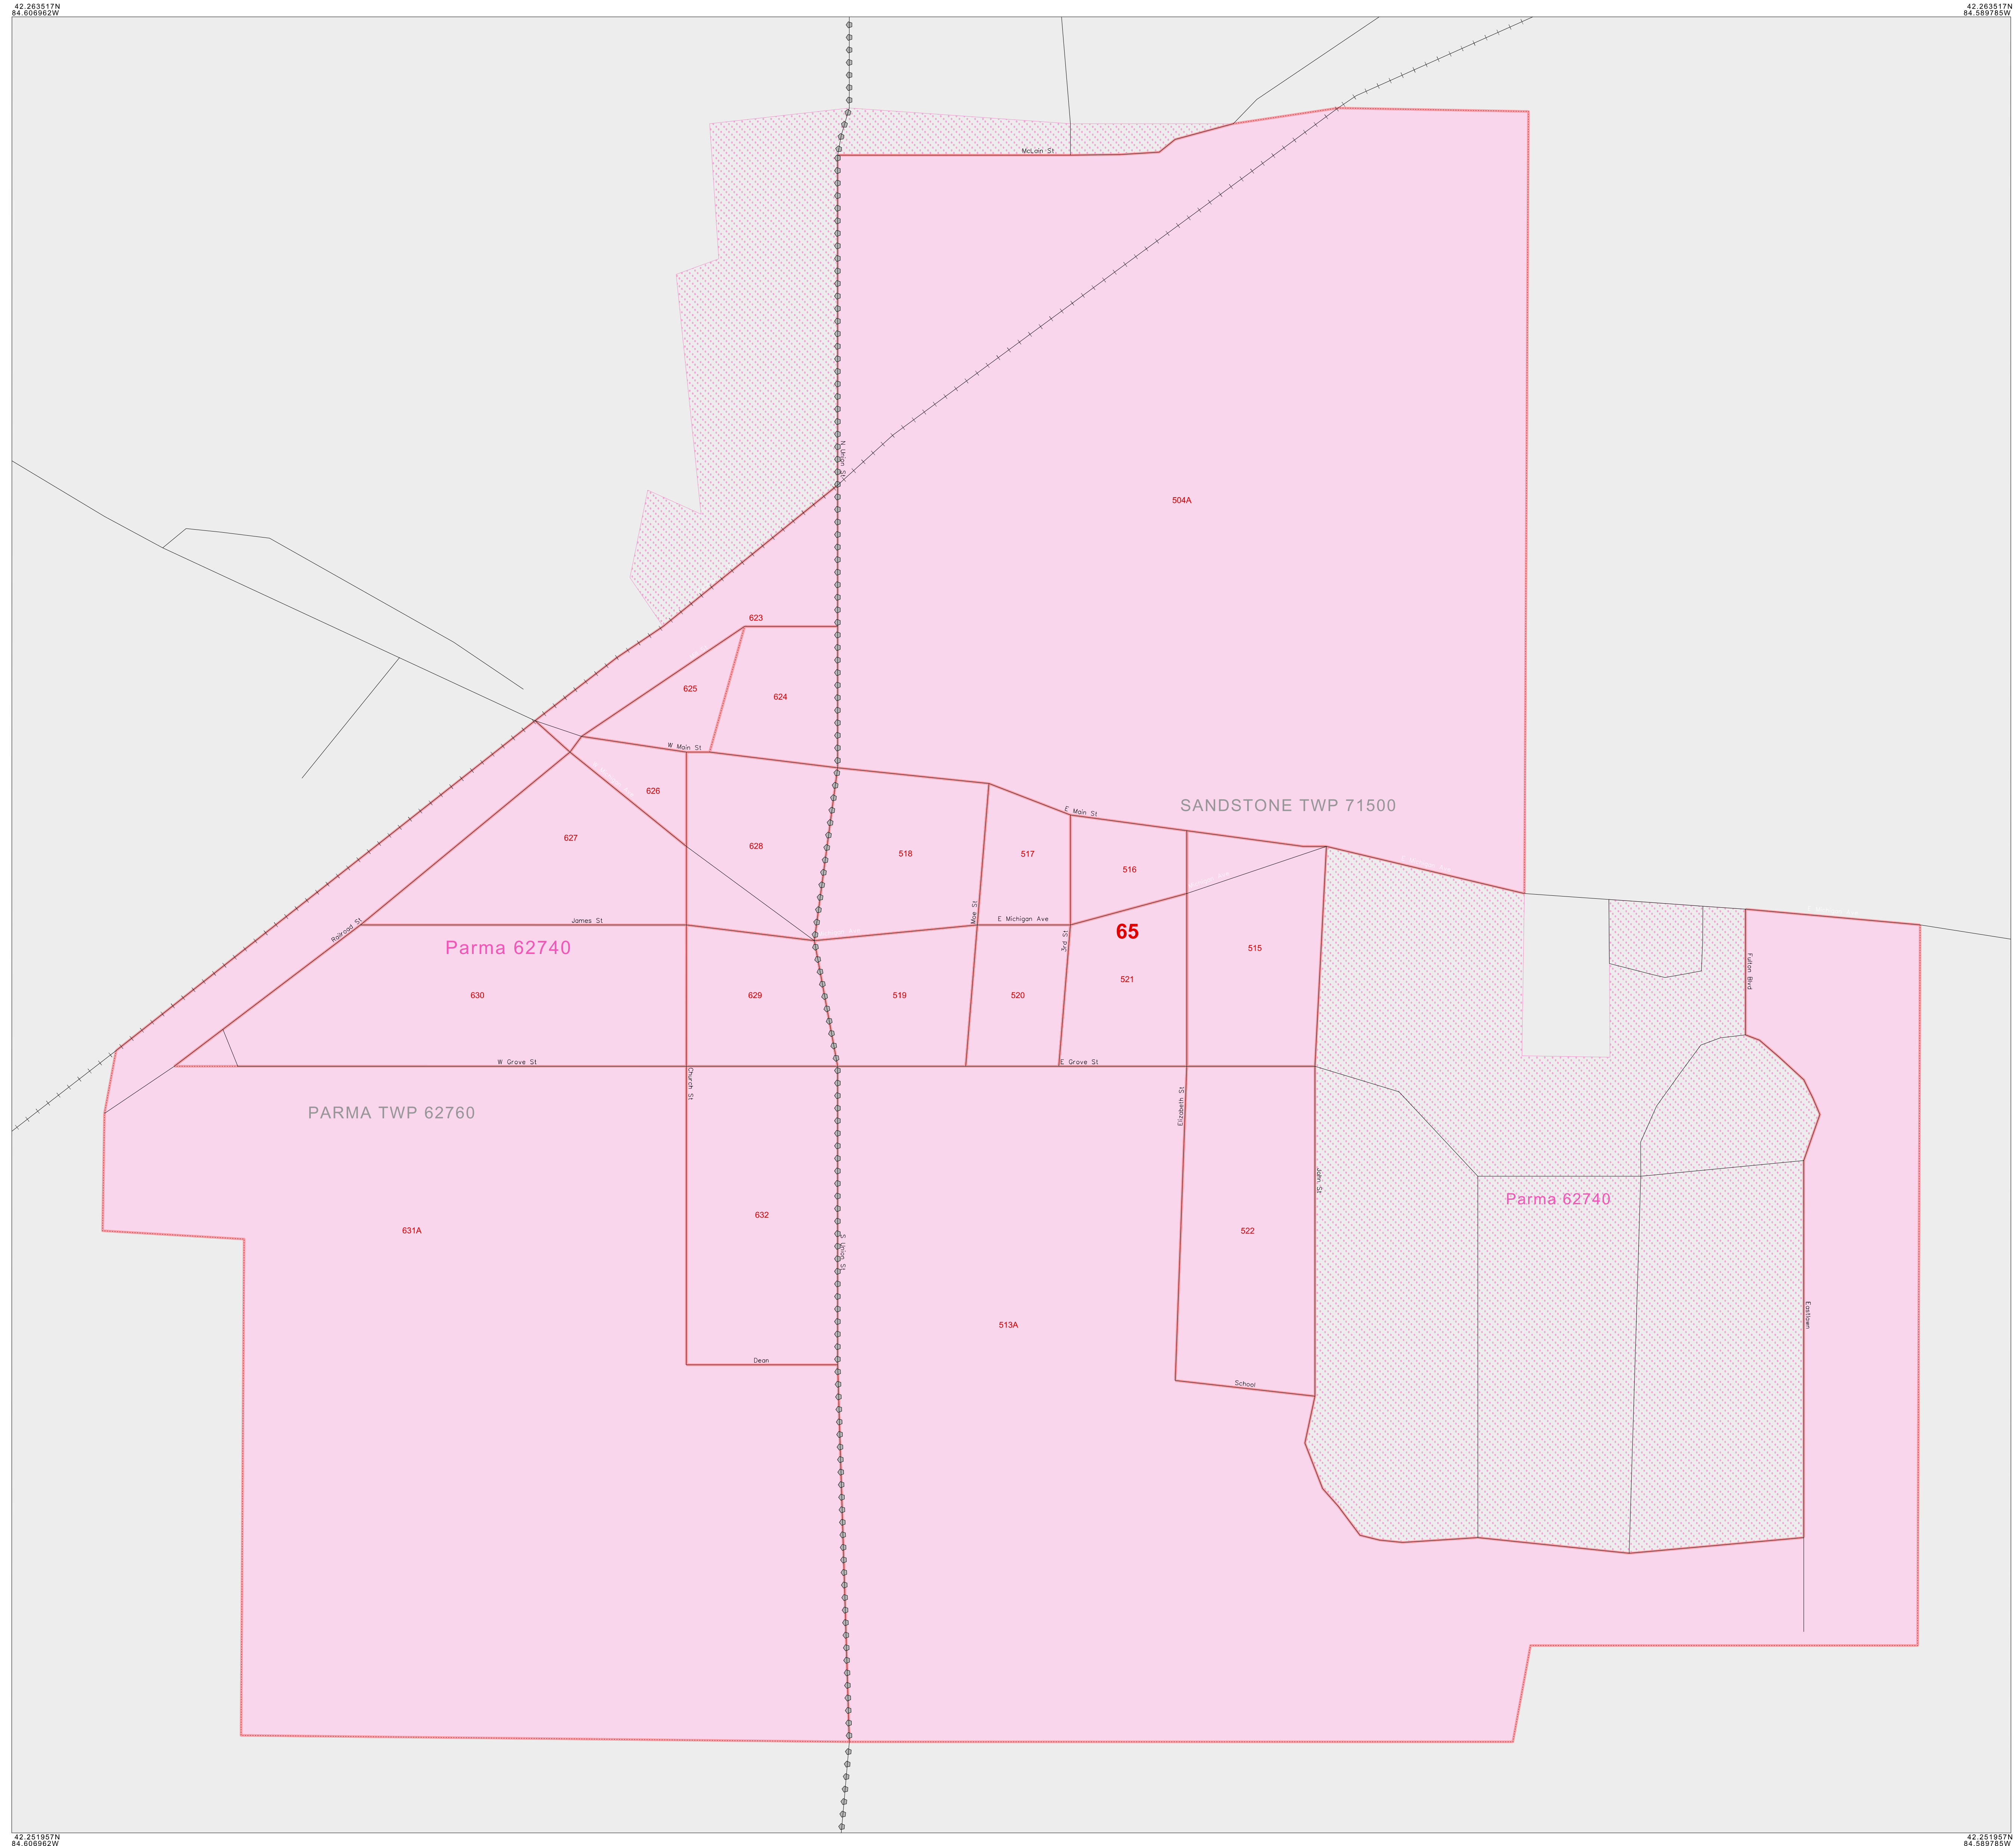 42.263517N
84.606962W
42.263517N
84.589785W
McLain St
N Union St
504A
623
625
624
W Main St
626
E Main St
SANDSTONE TWP 71500
627
628
518
517
516
Railroad St
James St
Moe St
E Michigan Ave
3rd St
65
Parma 62740
515
Fulton Blvd
521
630
629
519
520
W Grove St
E Grove St
Church St
Elizabeth St
PARMA TWP 62760
John St
Parma 62740
632
631A
S Union St
522
Easttown
513A
Dean
School
42.251957N
84.606962W
42.251957N
84.589785W